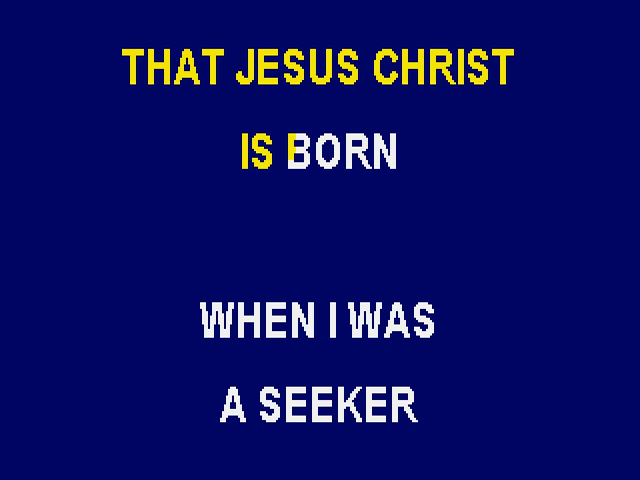 THAT JESUS CHRIST
IS BORN
WHEN I WAS
A SEEKER